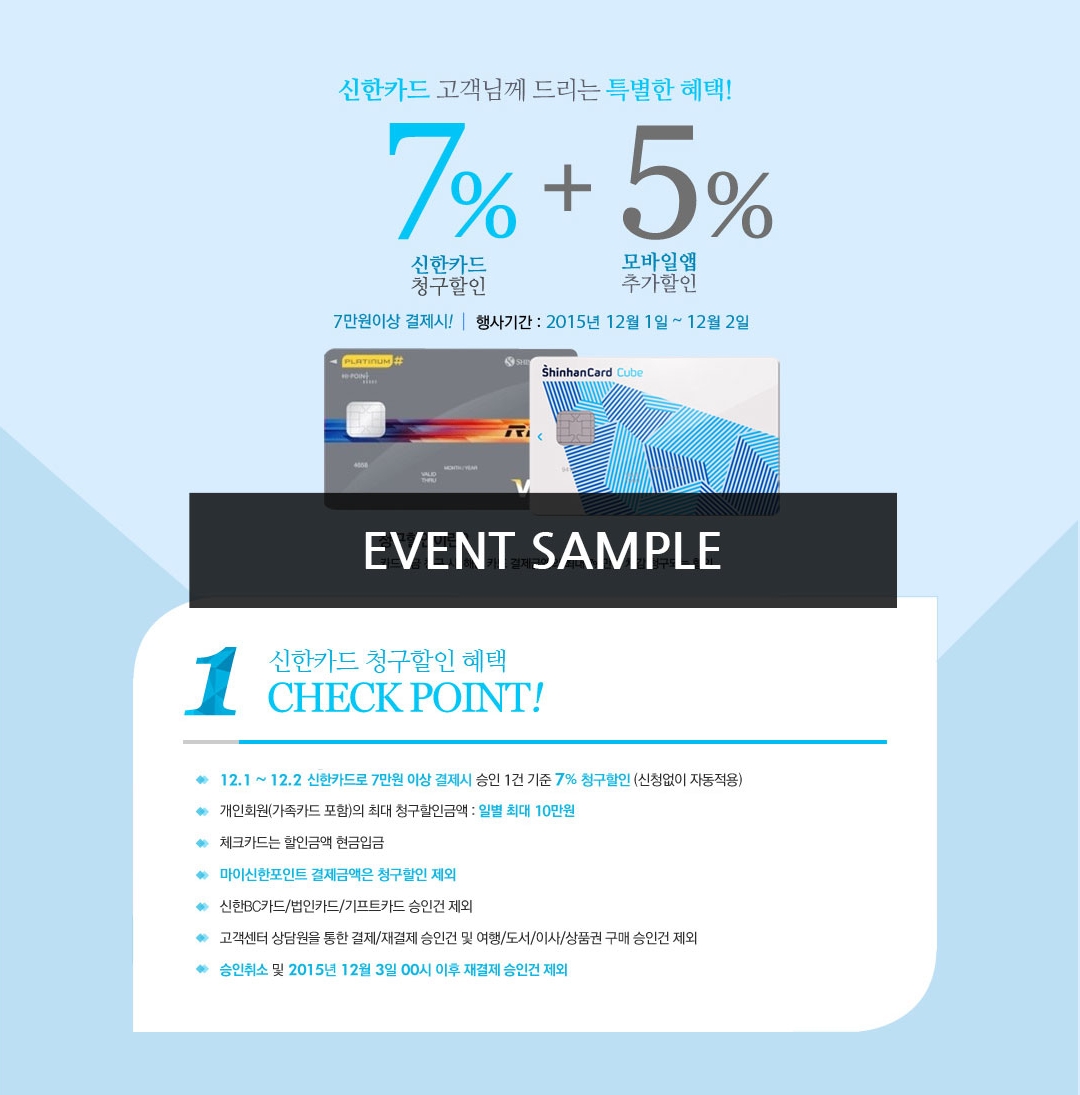 신한카드 고객님께 드리는 특별한 혜택!
7% + 5%
신한카드
청구할인
모바일앱
추가할인
7만원이상 결제시! | 행사기간 : 2015년 12월 1일 ~ 12월 2일
PLATINUM#
HI-POINT
ShinhanCard Cube
4658
MONTH/YEAR
VALID
THRU
EVENT SAMPLE
1
신한카드 청구할인 혜택
CHECK POINT!
12.1 ~ 12.2 신한카드로 7만원 이상 결제시 승인 1건 기준 7% 청구할인 (신청없이 자동적용)
개인회원(가족카드 포함)의 최대 청구할인금액 : 일별 최대 10만원
체크카드는 할인금액 현금입금
마이신한포인트 결제금액은 청구할인 제외
신한BC카드/법인카드/기프트카드 승인건 제외
고객센터 상담원을 통한 결제/재결제 승인건 및 여행/도서/이사/상품권 구매 승인건 제외
승인취소 및 2015년 12월 3일 00시 이후 재결제 승인건 제외